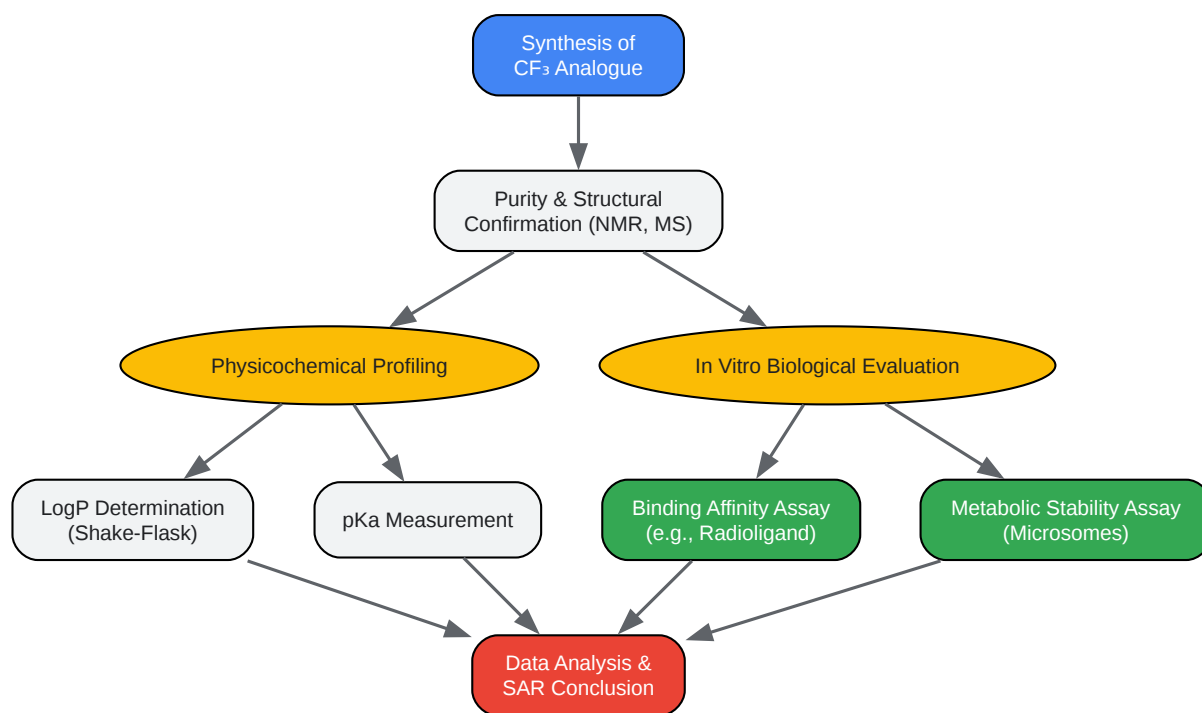 Synthesis of
CF₃ Analogue
Purity & Structural
Confirmation (NMR, MS)
Physicochemical Profiling
In Vitro Biological Evaluation
LogP Determination
(Shake-Flask)
pKa Measurement
Binding Affinity Assay
(e.g., Radioligand)
Metabolic Stability Assay
(Microsomes)
Data Analysis &
SAR Conclusion